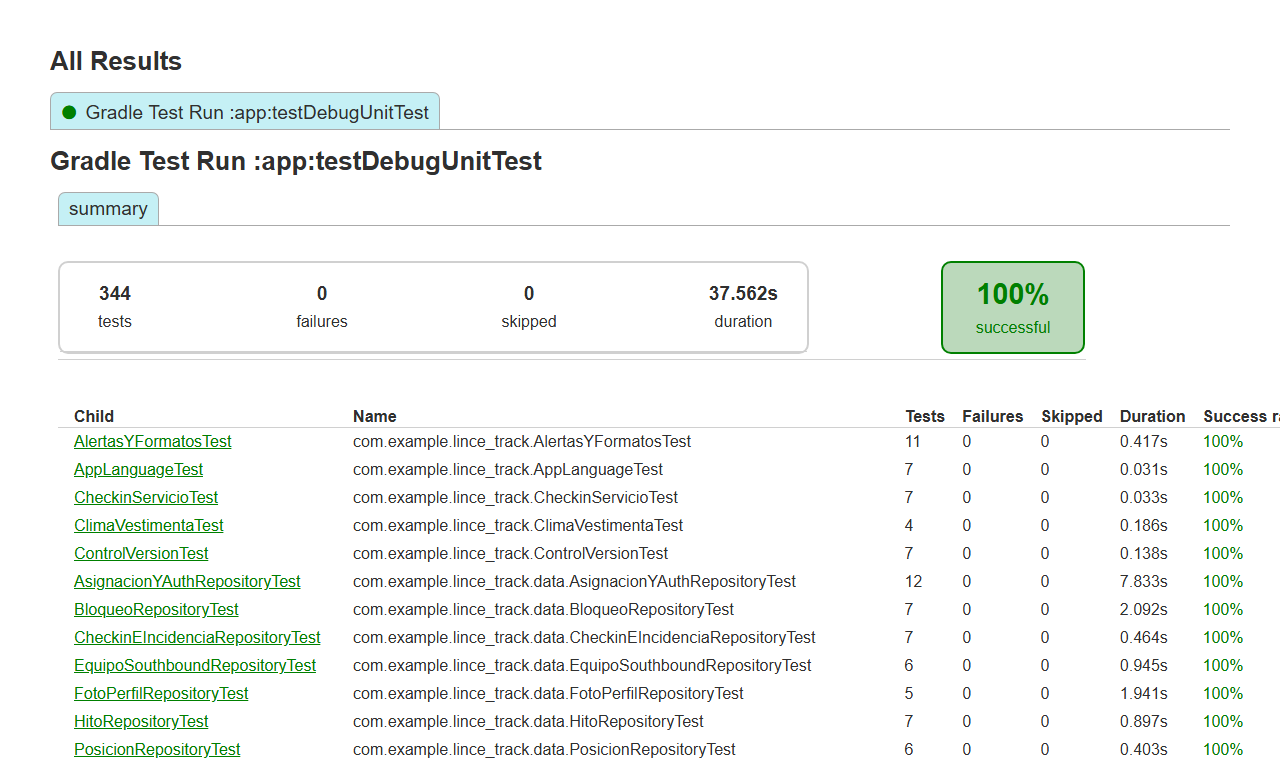 All Results
Gradle Test Run :app:testDebugUnitTest
Gradle Test Run :app:testDebugUnitTest
summary
344 0 0 37.562s 100%
tests failures skipped duration successful
Child Name Tests Failures Skipped Duration Success ra
AlertasYFormatosTest com.example.lince_track.AlertasYFormatosTest 11 0 0 0.417s 100%
AppLanguageTest com.example.lince_track.AppLanguageTest 7 0 0 0.031s 100%
CheckinServicioTest com.example.lince_track.CheckinServicioTest 7 0 0 0.033s 100%
ClimaVestimentaTest com.example.lince_track.ClimaVestimentaTest 4 0 0 0.186s 100%
ControlVersionTest com.example.lince_track.ControlVersionTest 7 0 0 0.138s 100%
AsignacionYAuthRepositoryTest com.example.lince_track.data.AsignacionYAuthRepositoryTest 12 0 0 7.833s 100%
BloqueoRepositoryTest com.example.lince_track.data.BloqueoRepositoryTest 7 0 0 2.092s 100%
CheckinEIncidenciaRepositoryTest com.example.lince_track.data.CheckinEIncidenciaRepositoryTest 7 0 0 0.464s 100%
EquipoSouthboundRepositoryTest com.example.lince_track.data.EquipoSouthboundRepositoryTest 6 0 0 0.945s 100%
FotoPerfilRepositoryTest com.example.lince_track.data.FotoPerfilRepositoryTest 5 0 0 1.941s 100%
HitoRepositoryTest com.example.lince_track.data.HitoRepositoryTest 7 0 0 0.897s 100%
PosicionRepositoryTest com.example.lince_track.data.PosicionRepositoryTest 6 0 0 0.403s 100%